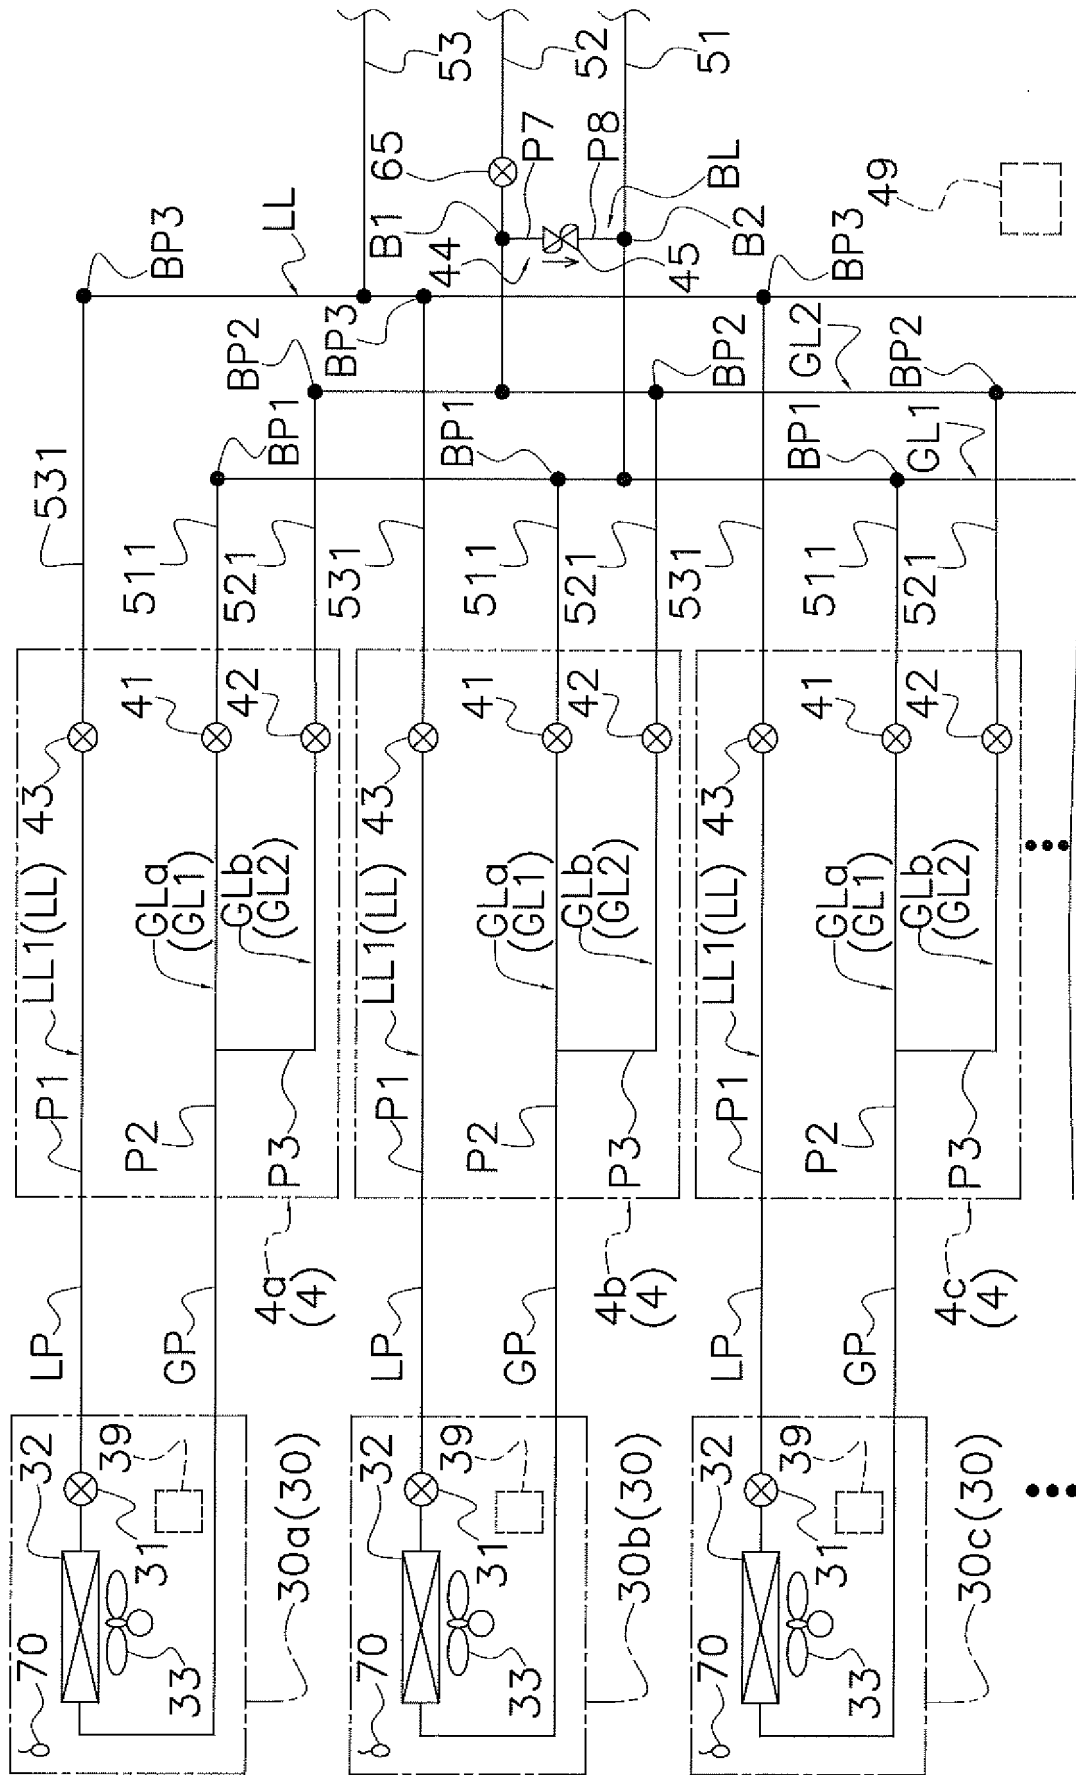 70
32
LP
P1
LL1(LL)
43
531
BP3
LL
53
31
39
33
GP
P2
GLa
(GL1)
41
511
BP1
BP2
30a(30)
4a
(4)
P3
GLb
(GL2)
42
521
BP3
B1
65
52
70
32
LP
P1
LL1(LL)
43
531
44
P7
P8
51
31
39
33
GP
P2
GLa
(GL1)
41
511
BP1
45
BL
B2
30b(30)
4b
(4)
P3
GLb
(GL2)
42
521
BP2
70
32
LP
P1
LL1(LL)
43
531
BP3
GL2
49
31
39
33
GP
P2
GLa
(GL1)
41
511
BP1
BP2
30c(30)
4c
(4)
P3
GLb
(GL2)
42
521
GL1